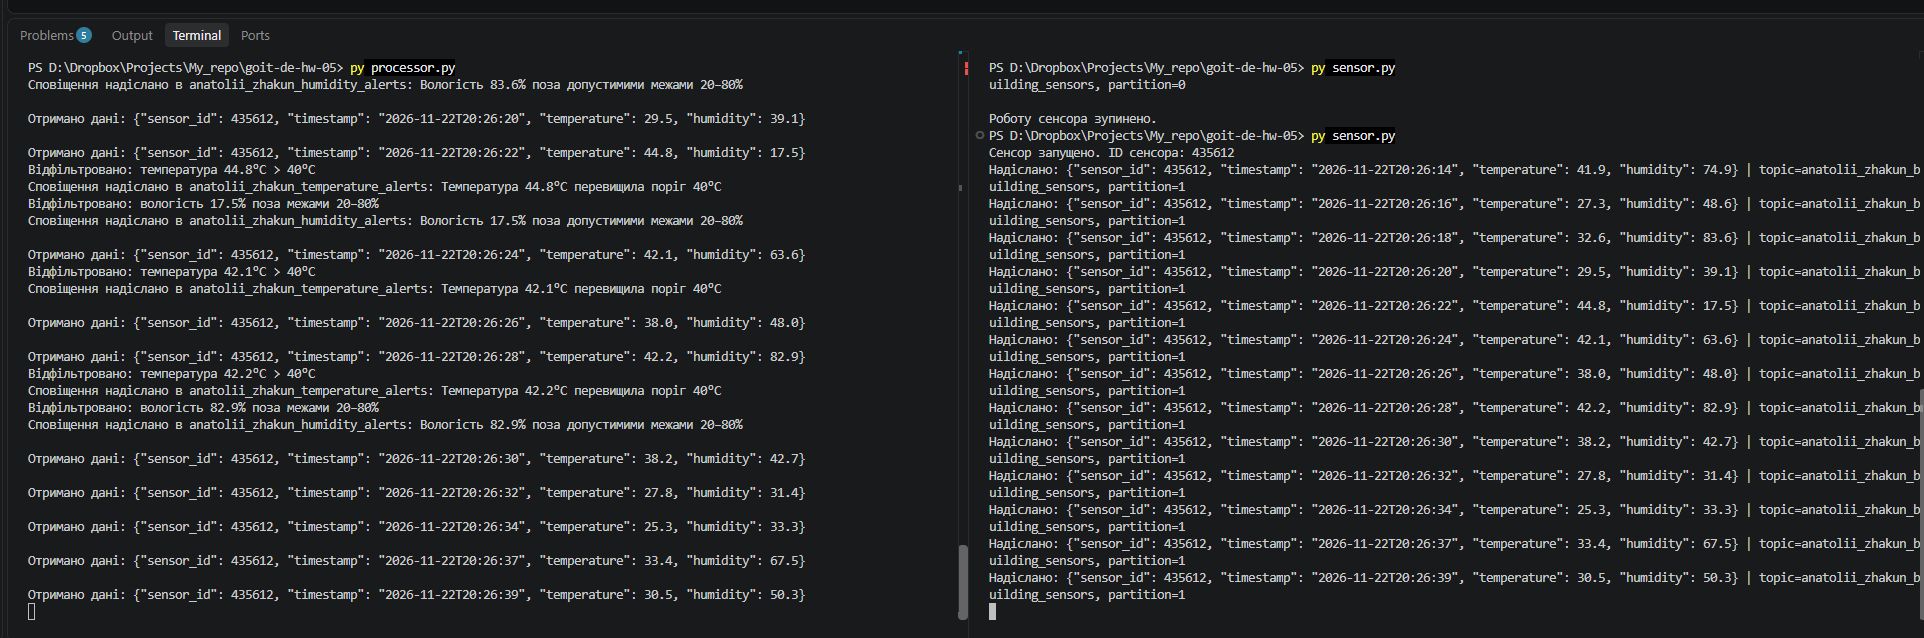 Problems 5 Output Terminal Ports
PS D:\Dropbox\Projects\My_repo\goit-de-hw-05> py processor.py
Сповіщення надіслано в anatolii_zhakun_humidity_alerts: Вологість 83.6% поза допустимими межами 20–80%
Отримано дані: {"sensor_id": 435612, "timestamp": "2026-11-22T20:26:20", "temperature": 29.5, "humidity": 39.1}
Отримано дані: {"sensor_id": 435612, "timestamp": "2026-11-22T20:26:22", "temperature": 44.8, "humidity": 17.5}
Відфільтровано: температура 44.8°C > 40°C
Сповіщення надіслано в anatolii_zhakun_temperature_alerts: Температура 44.8°C перевищила поріг 40°C
Відфільтровано: вологість 17.5% поза межами 20–80%
Сповіщення надіслано в anatolii_zhakun_humidity_alerts: Вологість 17.5% поза допустимими межами 20–80%
Отримано дані: {"sensor_id": 435612, "timestamp": "2026-11-22T20:26:24", "temperature": 42.1, "humidity": 63.6}
Відфільтровано: температура 42.1°C > 40°C
Сповіщення надіслано в anatolii_zhakun_temperature_alerts: Температура 42.1°C перевищила поріг 40°C
Отримано дані: {"sensor_id": 435612, "timestamp": "2026-11-22T20:26:26", "temperature": 38.0, "humidity": 48.0}
Отримано дані: {"sensor_id": 435612, "timestamp": "2026-11-22T20:26:28", "temperature": 42.2, "humidity": 82.9}
Відфільтровано: температура 42.2°C > 40°C
Сповіщення надіслано в anatolii_zhakun_temperature_alerts: Температура 42.2°C перевищила поріг 40°C
Відфільтровано: вологість 82.9% поза межами 20–80%
Сповіщення надіслано в anatolii_zhakun_humidity_alerts: Вологість 82.9% поза допустимими межами 20–80%
Отримано дані: {"sensor_id": 435612, "timestamp": "2026-11-22T20:26:30", "temperature": 38.2, "humidity": 42.7}
Отримано дані: {"sensor_id": 435612, "timestamp": "2026-11-22T20:26:32", "temperature": 27.8, "humidity": 31.4}
Отримано дані: {"sensor_id": 435612, "timestamp": "2026-11-22T20:26:34", "temperature": 25.3, "humidity": 33.3}
Отримано дані: {"sensor_id": 435612, "timestamp": "2026-11-22T20:26:37", "temperature": 33.4, "humidity": 67.5}
Отримано дані: {"sensor_id": 435612, "timestamp": "2026-11-22T20:26:39", "temperature": 30.5, "humidity": 50.3}
PS D:\Dropbox\Projects\My_repo\goit-de-hw-05> py sensor.py
uilding_sensors, partition=0
Роботу сенсора зупинено.
PS D:\Dropbox\Projects\My_repo\goit-de-hw-05> py sensor.py
Сенсор запущено. ID сенсора: 435612
Надіслано: {"sensor_id": 435612, "timestamp": "2026-11-22T20:26:14", "temperature": 41.9, "humidity": 74.9} | topic=anatolii_zhakun_b
uilding_sensors, partition=1
Надіслано: {"sensor_id": 435612, "timestamp": "2026-11-22T20:26:16", "temperature": 27.3, "humidity": 48.6} | topic=anatolii_zhakun_b
uilding_sensors, partition=1
Надіслано: {"sensor_id": 435612, "timestamp": "2026-11-22T20:26:18", "temperature": 32.6, "humidity": 83.6} | topic=anatolii_zhakun_b
uilding_sensors, partition=1
Надіслано: {"sensor_id": 435612, "timestamp": "2026-11-22T20:26:20", "temperature": 29.5, "humidity": 39.1} | topic=anatolii_zhakun_b
uilding_sensors, partition=1
Надіслано: {"sensor_id": 435612, "timestamp": "2026-11-22T20:26:22", "temperature": 44.8, "humidity": 17.5} | topic=anatolii_zhakun_b
uilding_sensors, partition=1
Надіслано: {"sensor_id": 435612, "timestamp": "2026-11-22T20:26:24", "temperature": 42.1, "humidity": 63.6} | topic=anatolii_zhakun_b
uilding_sensors, partition=1
Надіслано: {"sensor_id": 435612, "timestamp": "2026-11-22T20:26:26", "temperature": 38.0, "humidity": 48.0} | topic=anatolii_zhakun_b
uilding_sensors, partition=1
Надіслано: {"sensor_id": 435612, "timestamp": "2026-11-22T20:26:28", "temperature": 42.2, "humidity": 82.9} | topic=anatolii_zhakun_b
uilding_sensors, partition=1
Надіслано: {"sensor_id": 435612, "timestamp": "2026-11-22T20:26:30", "temperature": 38.2, "humidity": 42.7} | topic=anatolii_zhakun_b
uilding_sensors, partition=1
Надіслано: {"sensor_id": 435612, "timestamp": "2026-11-22T20:26:32", "temperature": 27.8, "humidity": 31.4} | topic=anatolii_zhakun_b
uilding_sensors, partition=1
Надіслано: {"sensor_id": 435612, "timestamp": "2026-11-22T20:26:34", "temperature": 25.3, "humidity": 33.3} | topic=anatolii_zhakun_b
uilding_sensors, partition=1
Надіслано: {"sensor_id": 435612, "timestamp": "2026-11-22T20:26:37", "temperature": 33.4, "humidity": 67.5} | topic=anatolii_zhakun_b
uilding_sensors, partition=1
Надіслано: {"sensor_id": 435612, "timestamp": "2026-11-22T20:26:39", "temperature": 30.5, "humidity": 50.3} | topic=anatolii_zhakun_b
uilding_sensors, partition=1